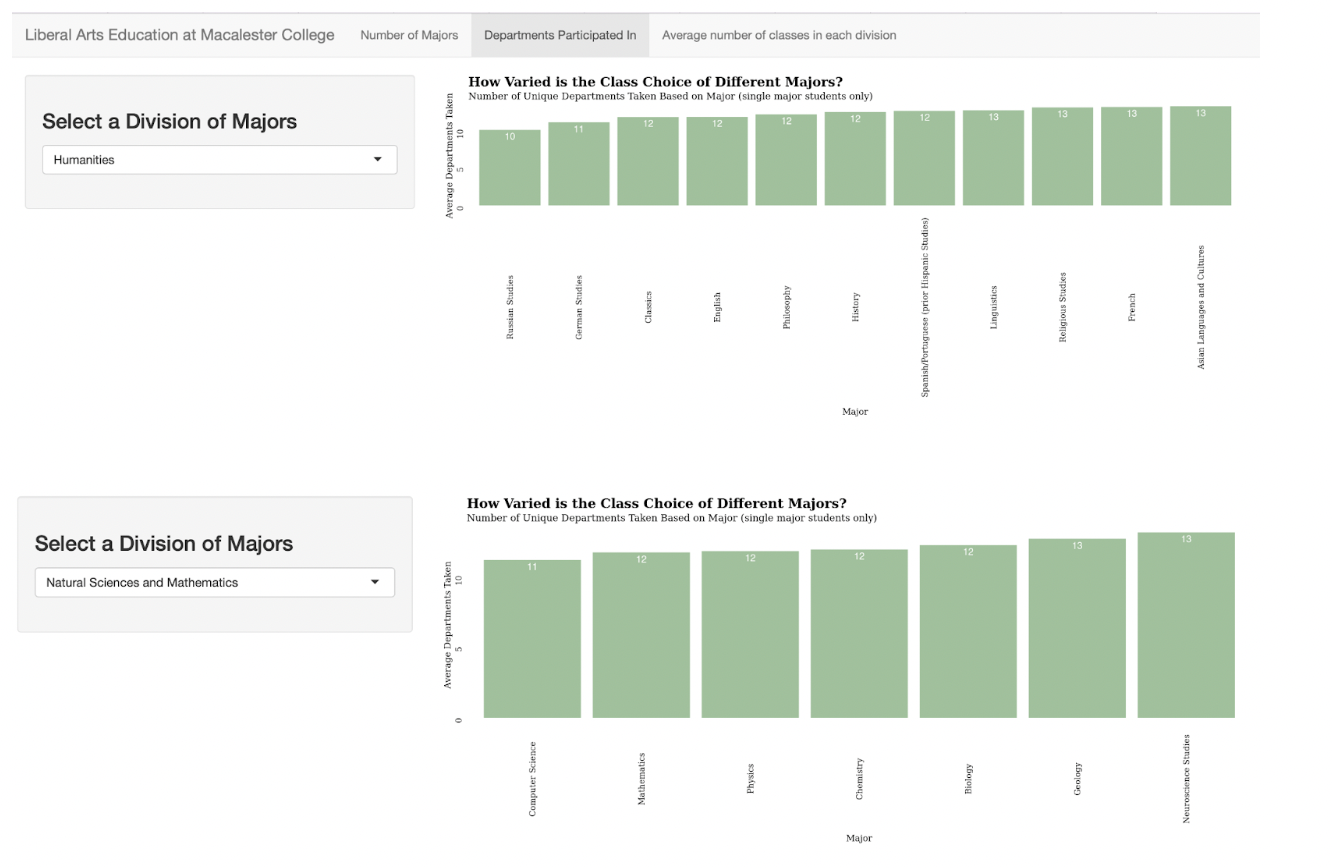 Liberal Arts Education at Macalester College Number of Majors Departments Participated In Average number of classes in each division
Select a Division of Majors
Humanities
How Varied is the Class Choice of Different Majors?
Number of Unique Departments Taken Based on Major (single major students only)
Average Departments Taken
10
5
0
10 11 12 12 12 12 12 13 13 13 13
Russian Studies
German Studies
Classics
English
Philosophy
History
Spanish/Portuguese (prior Hispanic Studies)
Linguistics
Religious Studies
French
Asian Languages and Cultures
Major
Select a Division of Majors
Natural Sciences and Mathematics
How Varied is the Class Choice of Different Majors?
Number of Unique Departments Taken Based on Major (single major students only)
Average Departments Taken
10
5
0
11 12 12 12 12 13 13
Computer Science
Mathematics
Physics
Chemistry
Biology
Geology
Neuroscience Studies
Major